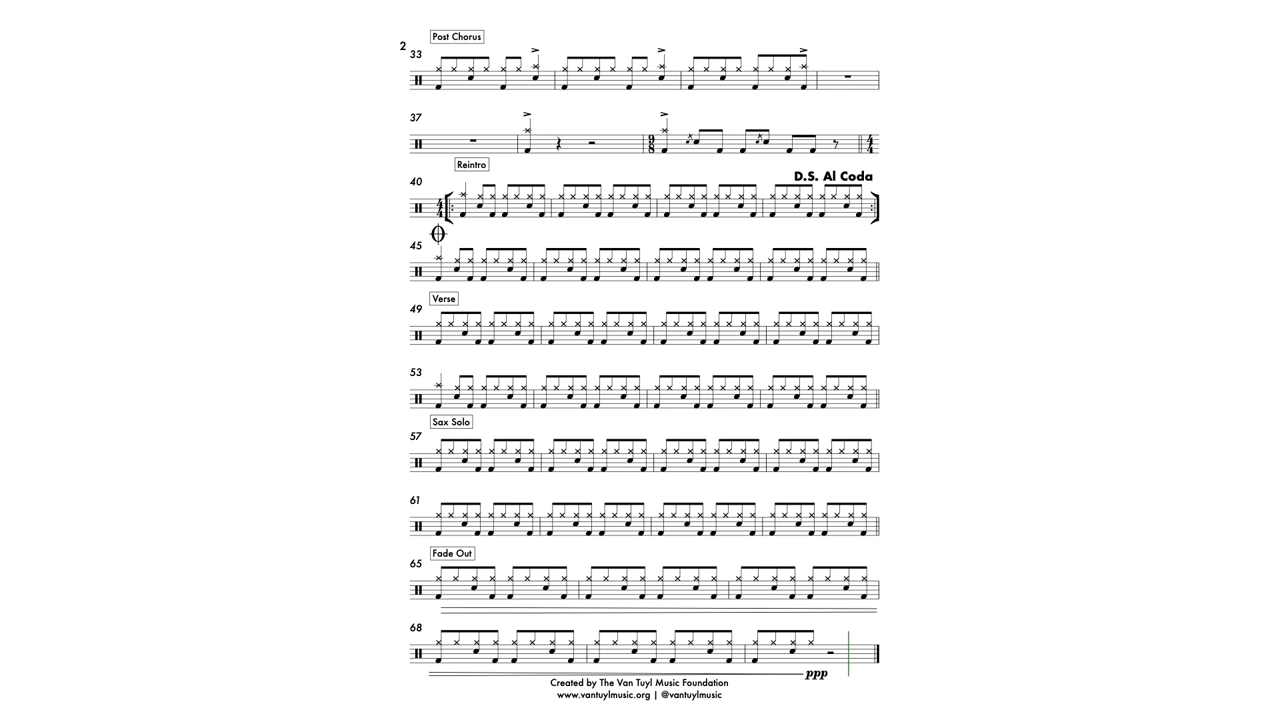 Post Chorus
2
33
37
9
8
4
4
Reintro
D.S. Al Coda
40
4
4
45
Verse
49
53
Sax Solo
57
61
Fade Out
65
68
ppp
Created by The Van Tuyl Music Foundation
www.vantuylmusic.org | @vantuylmusic